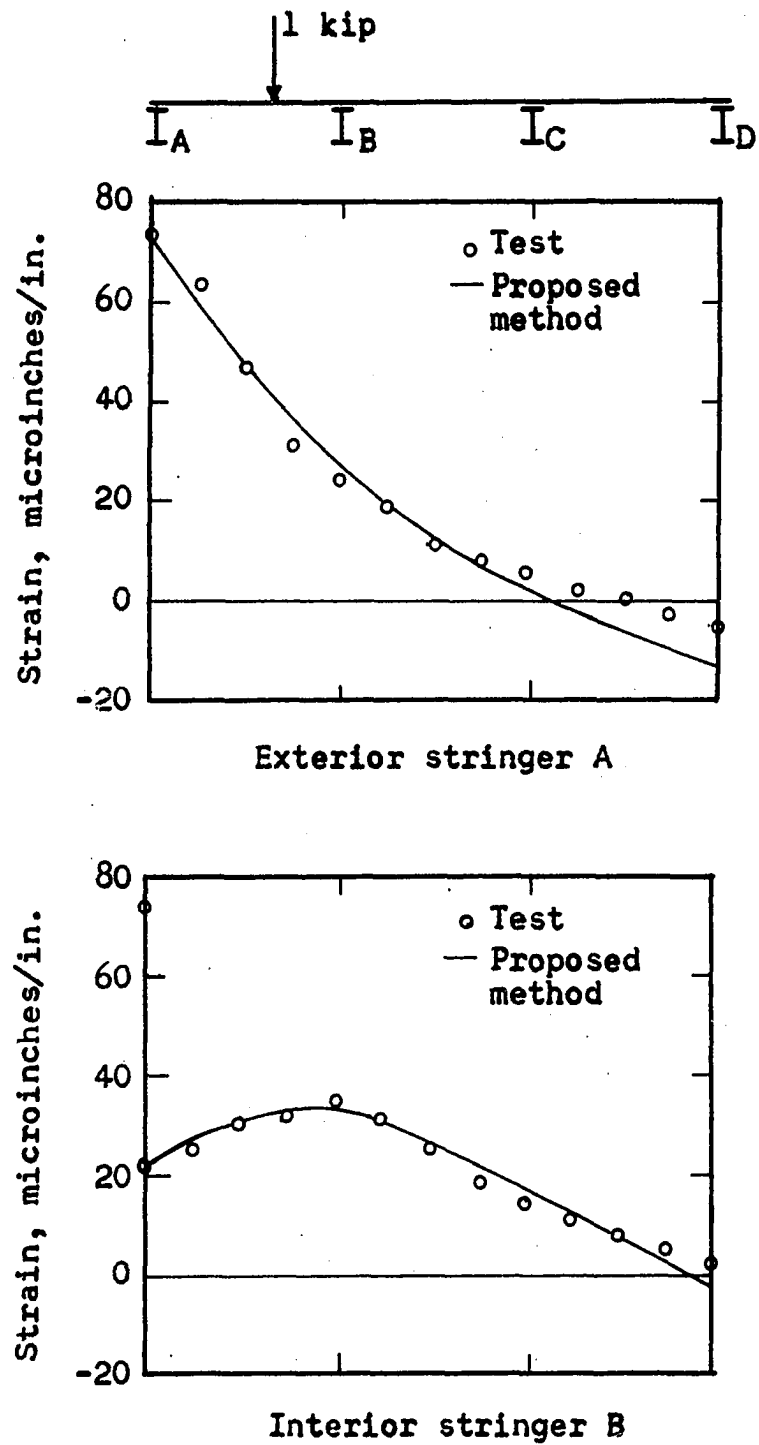 1 kip
I_A I_B I_C I_D
80
60
40
20
0
-20
Strain, microinches/in.
Test
Proposed
method
Exterior stringer A
80
60
40
20
0
-20
Strain, microinches/in.
Test
Proposed
method
Interior stringer B